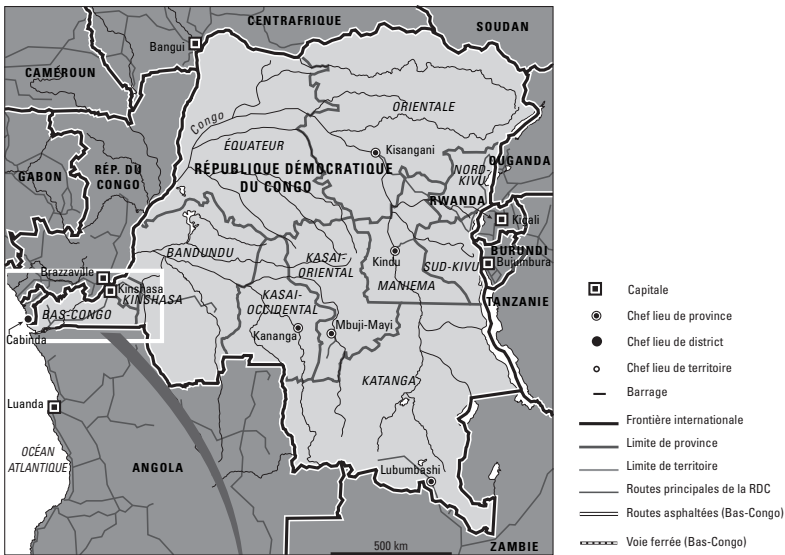 CENTRAFRIQUE
SOUDAN
Bangui
CAMÉROUN
Congo
ORIENTALE
ÉQUATEUR
Kisangani
RÉP. DU
CONGO
RÉPUBLIQUE DÉMOCRATIQUE
DU CONGO
NORD-
KIVU
OUGANDA
GABON
RWANDA
Kigali
BANDUNDU
KASAI-
ORIENTAL
Kindu
SUD-KIVU
BURUNDI
Bujumbura
MANIEMA
Brazzaville
Kinshasa
KINSHASA
BAS-CONGO
Cabinda
KASAI-
OCCIDENTAL
Kananga
Mbuji-Mayi
TANZANIE
KATANGA
Luanda
OCÉAN
ATLANTIQUE
ANGOLA
Lubumbashi
500 km
ZAMBIE
Capitale
Chef lieu de province
Chef lieu de district
Chef lieu de territoire
Barrage
Frontière internationale
Limite de province
Limite de territoire
Routes principales de la RDC
Routes asphaltées (Bas-Congo)
Voie ferrée (Bas-Congo)